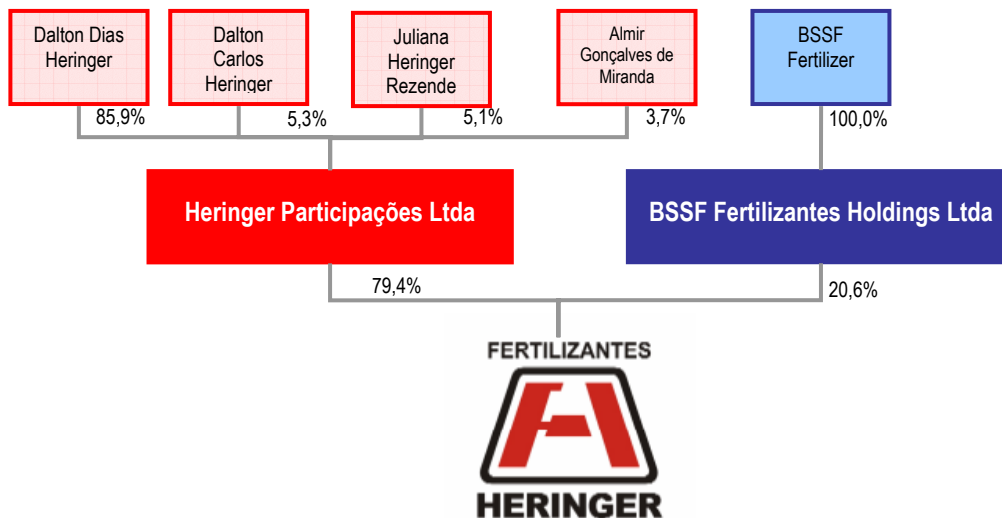 Dalton Dias
Heringer
Dalton
Carlos
Heringer
Juliana
Heringer
Rezende
Almir
Gonçalves de
Miranda
BSSF
Fertilizer
85,9%
5,3%
5,1%
3,7%
100,0%
Heringer Participações Ltda
BSSF Fertilizantes Holdings Ltda
79,4%
20,6%
FERTILIZANTES
HERINGER